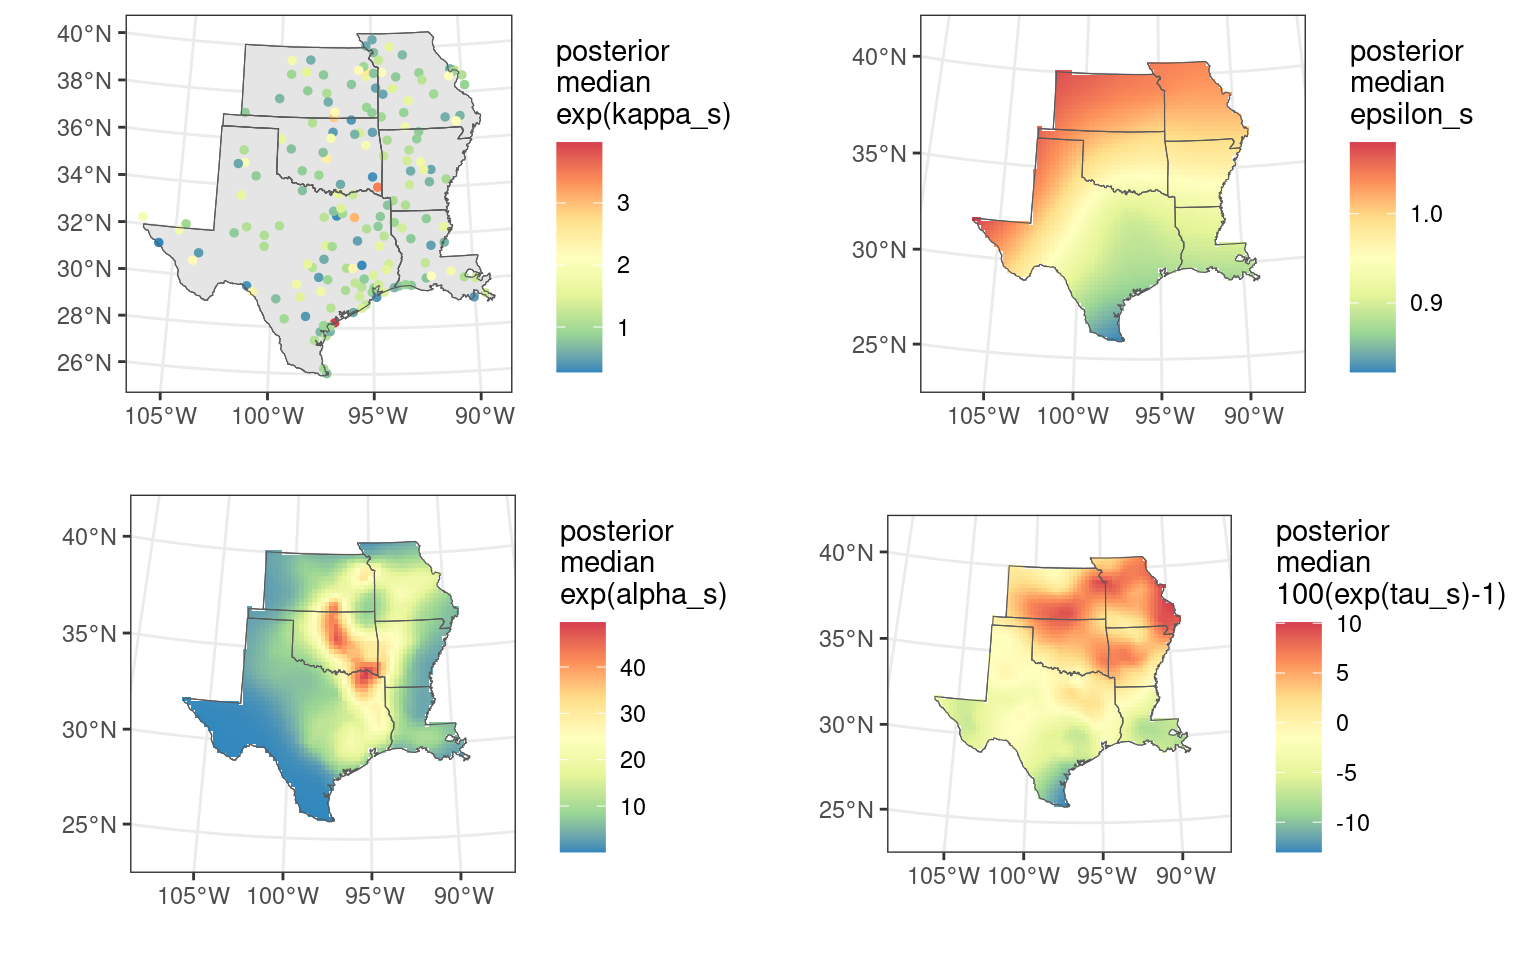 posterior
median
exp(kappa_s)
3
2
1
40°N
38°N
36°N
34°N
32°N
30°N
28°N
26°N
105°W 100°W 95°W 90°W
posterior
median
epsilon_s
1.0
0.9
40°N
35°N
30°N
25°N
105°W 100°W 95°W 90°W
posterior
median
exp(alpha_s)
40
30
20
10
40°N
35°N
30°N
25°N
105°W 100°W 95°W 90°W
posterior
median
100(exp(tau_s)-1)
10
5
0
-5
-10
40°N
35°N
30°N
25°N
105°W 100°W 95°W 90°W